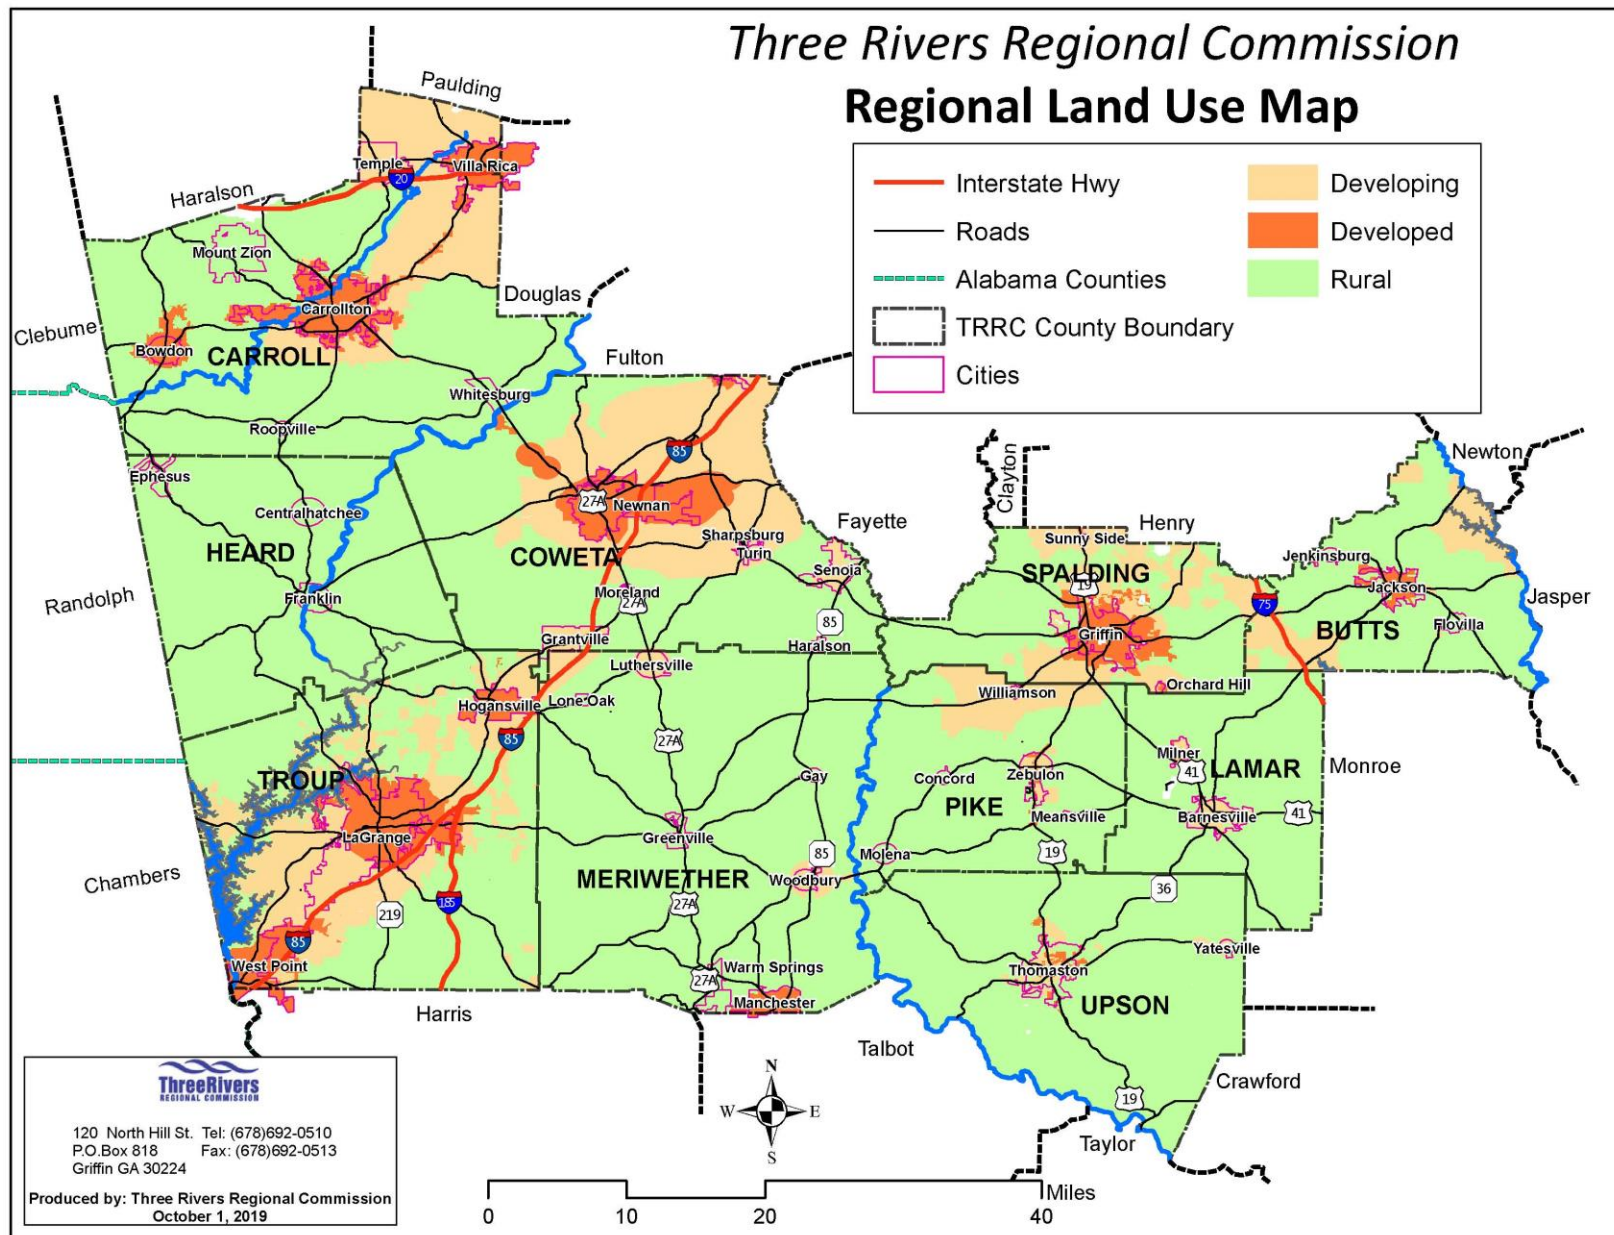 Three Rivers Regional Commission
Regional Land Use Map
Interstate Hwy
Roads
Alabama Counties
TRRC County Boundary
Cities
Developing
Developed
Rural
Paulding
Temple
Villa Rica
20
Haralson
Mount Zion
Douglas
Carrollton
Clebume
Bowdon
CARROLL
Fulton
Whitesburg
Roopville
85
Newton
Ephesus
Clayton
Centralhatchee
27A
Newnan
Fayette
Henry
HEARD
COWETA
Sharpsburg
Turin
Sunny Side
Jenkinsburg
Senoia
SPALDING
19
Jackson
Randolph
Franklin
Moreland
27A
75
Jasper
85
BUTTS
Flovilla
Grantville
Haralson
Griffin
Luthersville
Hogansville
Lone Oak
Williamson
Orchard Hill
85
27A
Milner
TROUP
Gay
Concord
Zebulon
41
LAMAR
Monroe
PIKE
LaGrange
Greenville
Meansville
Barnesville
41
85
Molena
19
Chambers
MERIWETHER
Woodbury
36
219
185
27A
85
Yatesville
West Point
Warm Springs
27A
Thomaston
Manchester
UPSON
Harris
Talbot
Crawford
19
Taylor
ThreeRivers
REGIONAL COMMISSION
120 North Hill St. Tel: (678)692-0510
P.O.Box 818 Fax: (678)692-0513
Griffin GA 30224
Produced by: Three Rivers Regional Commission
October 1, 2019
N
W E
S
Miles
0 10 20 40